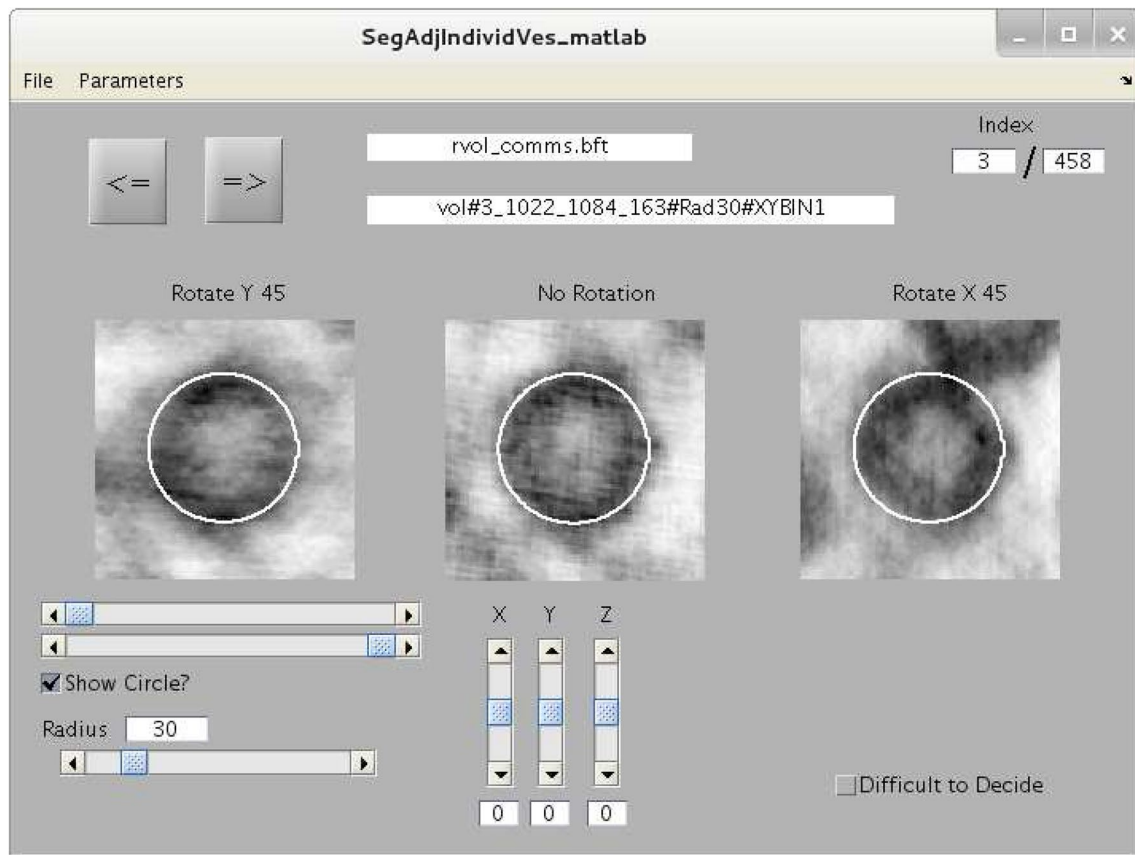 SegAdjIndividVes_matlab
File Parameters
Index
<= => rvol_comms.bft 3 / 458
vol#3_1022_1084_163#Rad30#XYBIN1
Rotate Y 45 No Rotation Rotate X 45
X Y Z
Show Circle?
Radius 30
Difficult to Decide
0 0 0